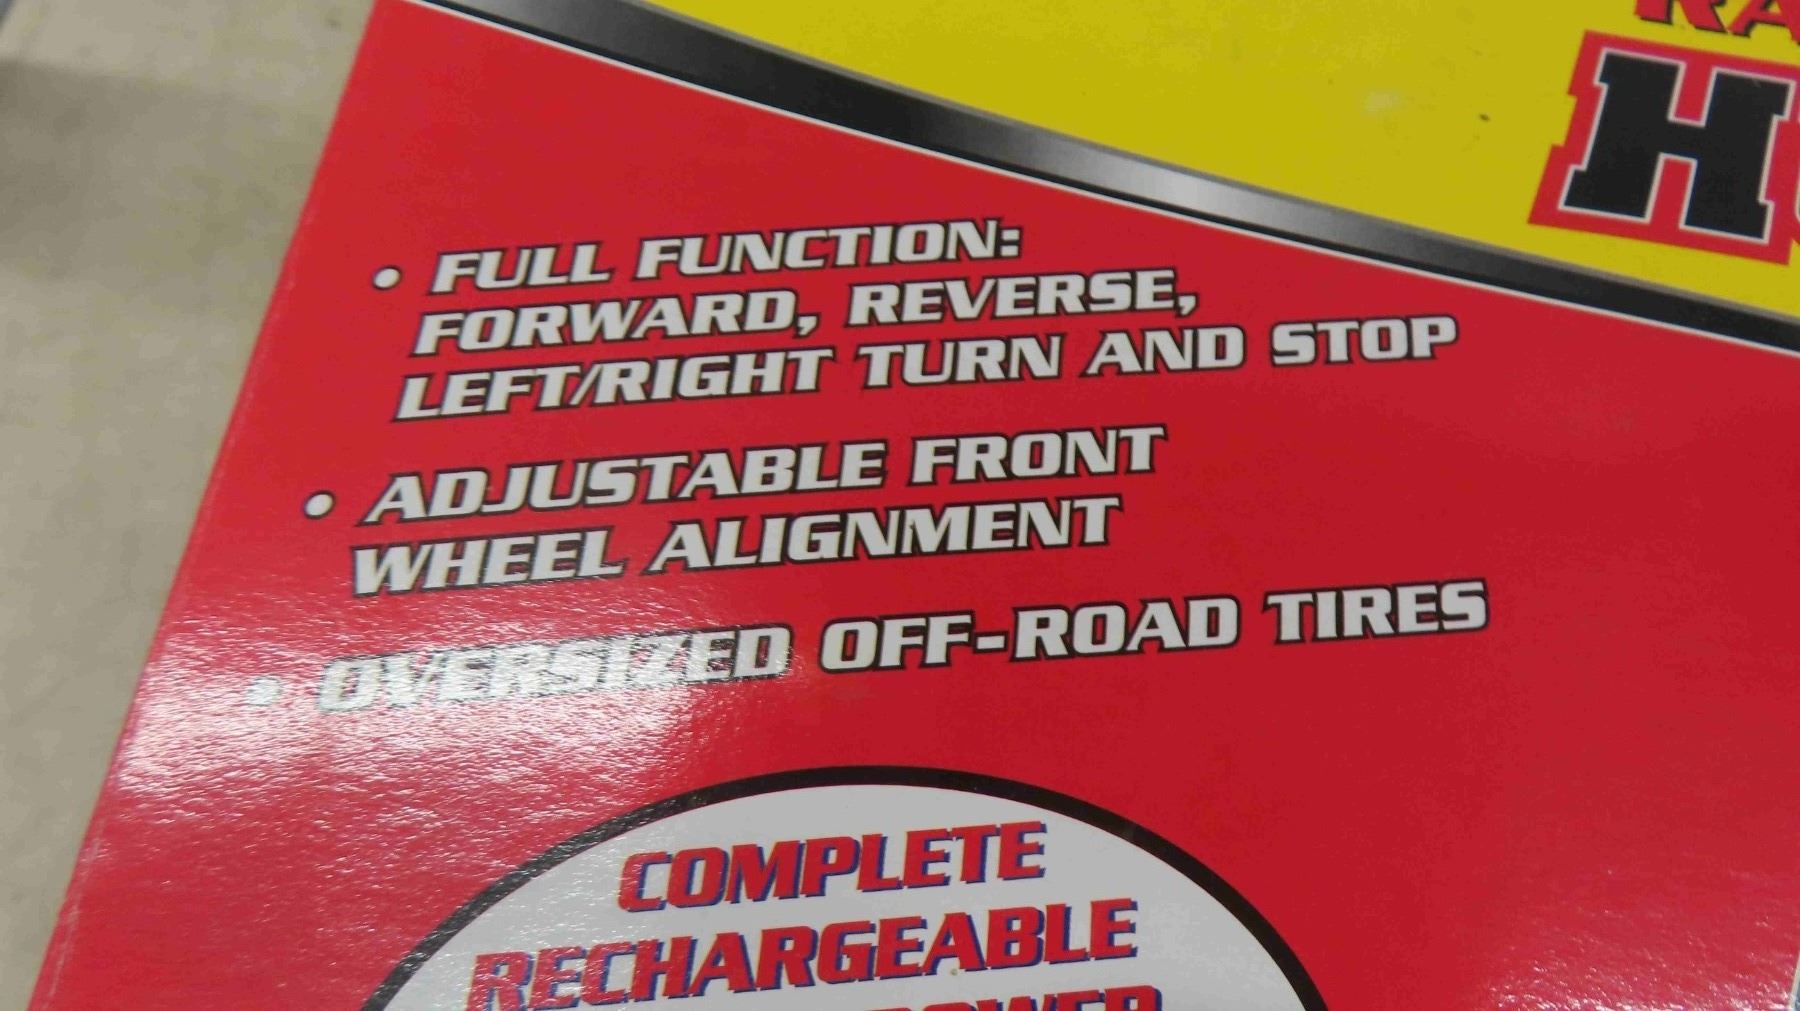 • FULL FUNCTION:
FORWARD, REVERSE,
LEFT/RIGHT TURN AND STOP
• ADJUSTABLE FRONT
WHEEL ALIGNMENT
• OVERSIZED OFF-ROAD TIRES
COMPLETE
RECHARGEABLE
POWER